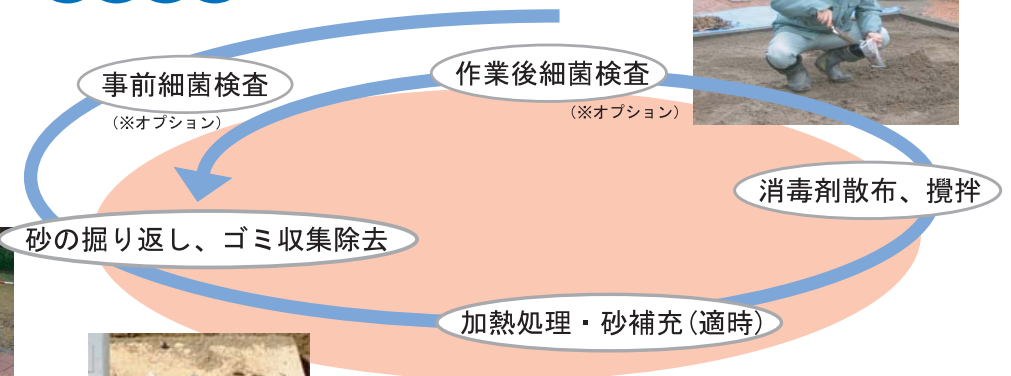 事前細菌検査
（※オプション）
作業後細菌検査
（※オプション）
消毒剤散布、攪拌
砂の掘り返し、ゴミ収集除去
加熱処理・砂補充(適時)